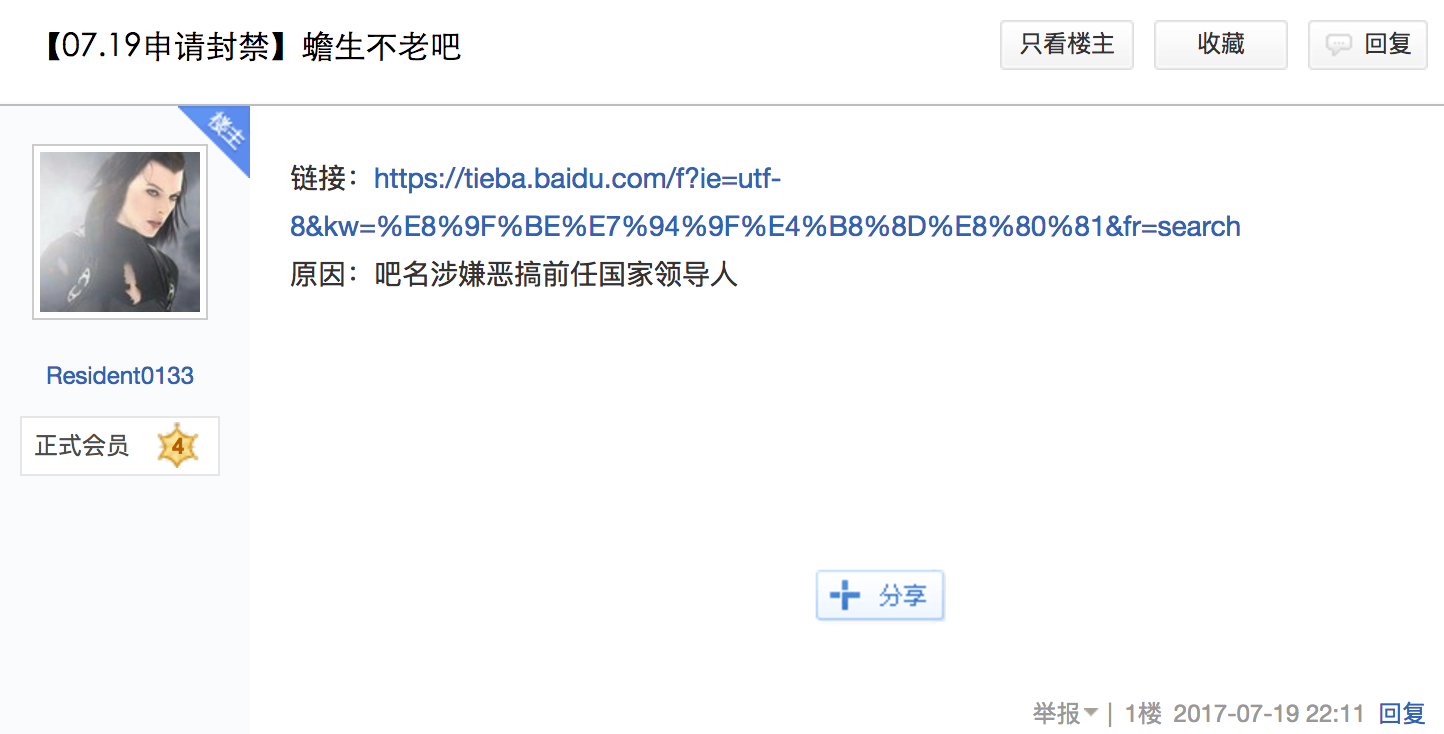 【07.19申请封禁】蟾生不老吧
只看楼主
收藏
回复
楼主
链接：https://tieba.baidu.com/f?ie=utf-
8&kw=%E8%9F%BE%E7%94%9F%E4%B8%8D%E8%80%81&fr=search
原因：吧名涉嫌恶搞前任国家领导人
Resident0133
正式会员 4
分享
举报 | 1楼 2017-07-19 22:11 回复